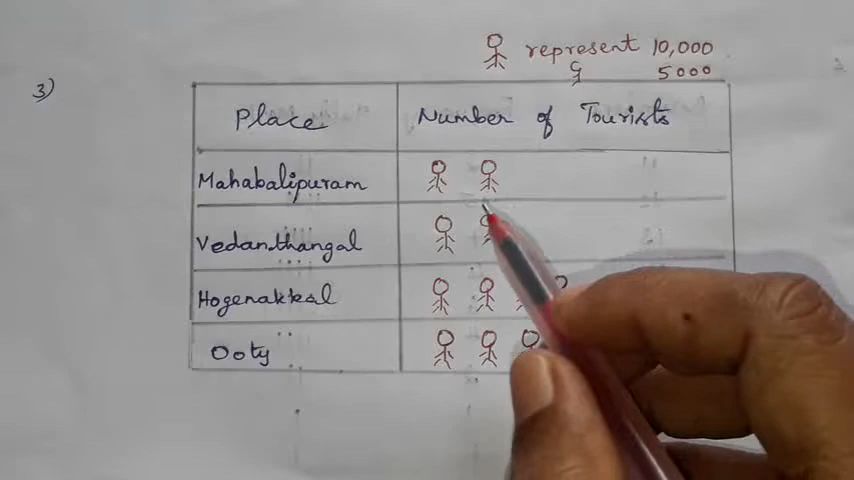 3)
represent 10,000
5000
Place Number of Tourists
Mahabalipuram
Vedanthangal
Hogenakkal
Ooty